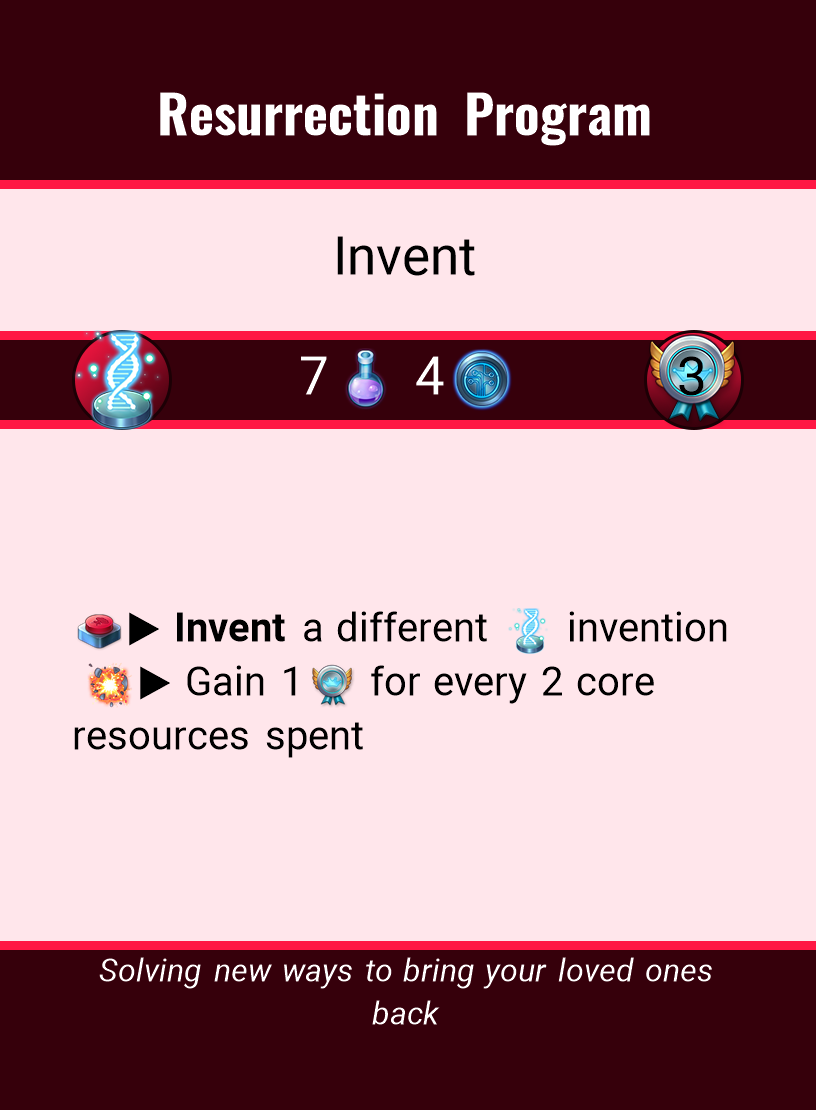 Resurrection Program
Invent
7 4
3
Invent a different invention
Gain 1 for every 2 core
resources spent
Solving new ways to bring your loved ones
back